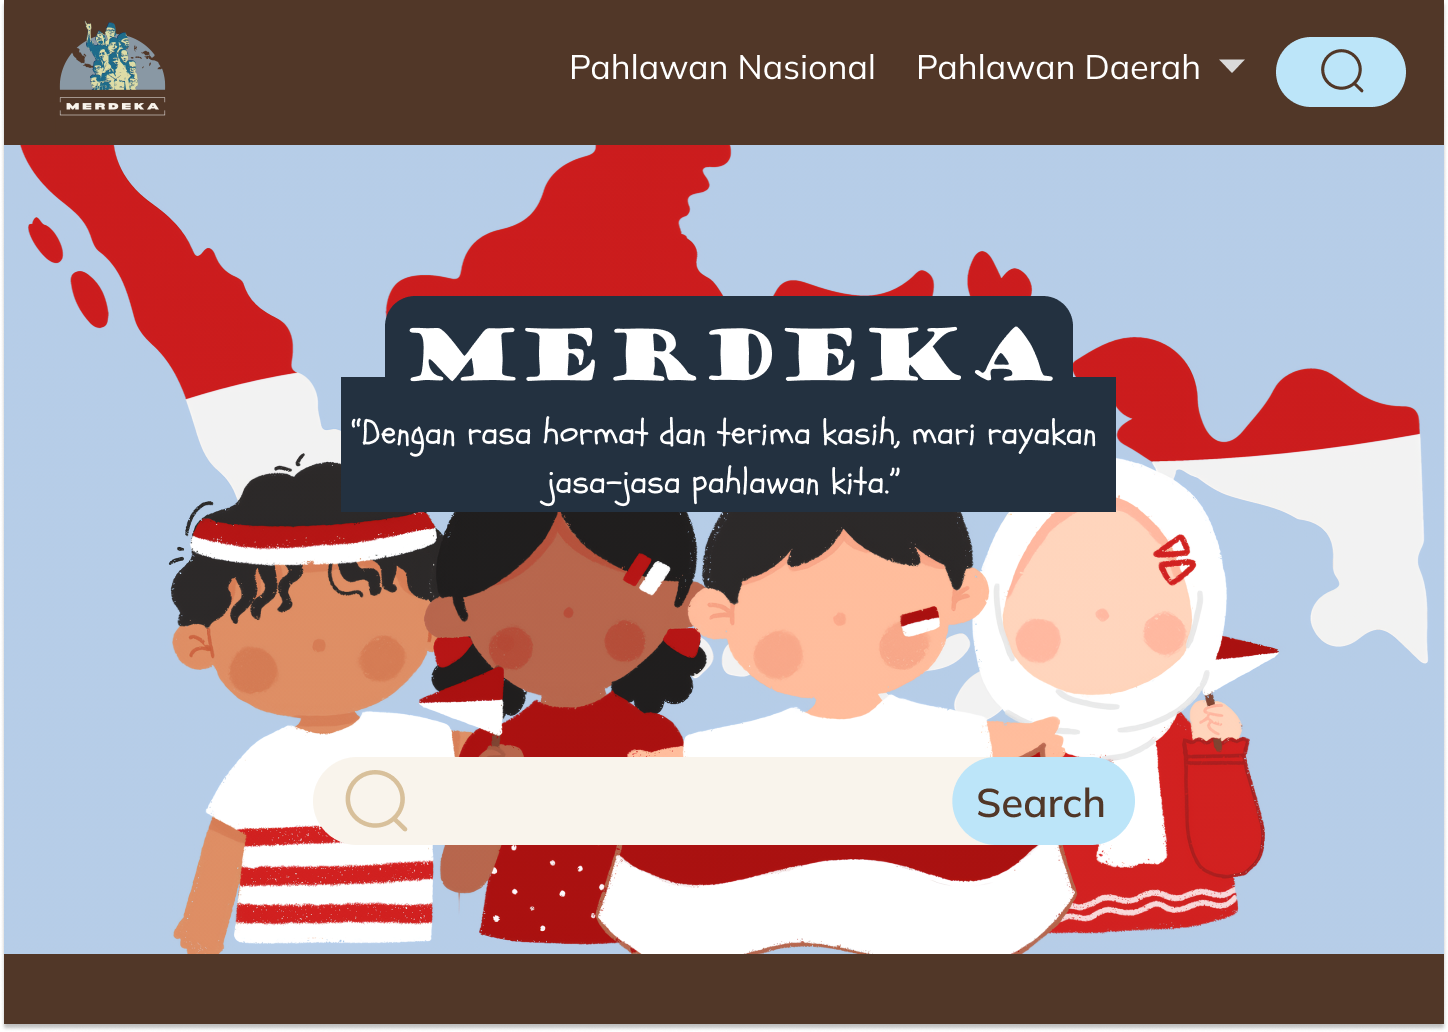 MERDEKA
Pahlawan Nasional
Pahlawan Daerah
MERDEKA
“Dengan rasa hormat dan terima kasih, mari rayakan
jasa-jasa pahlawan kita.”
Search